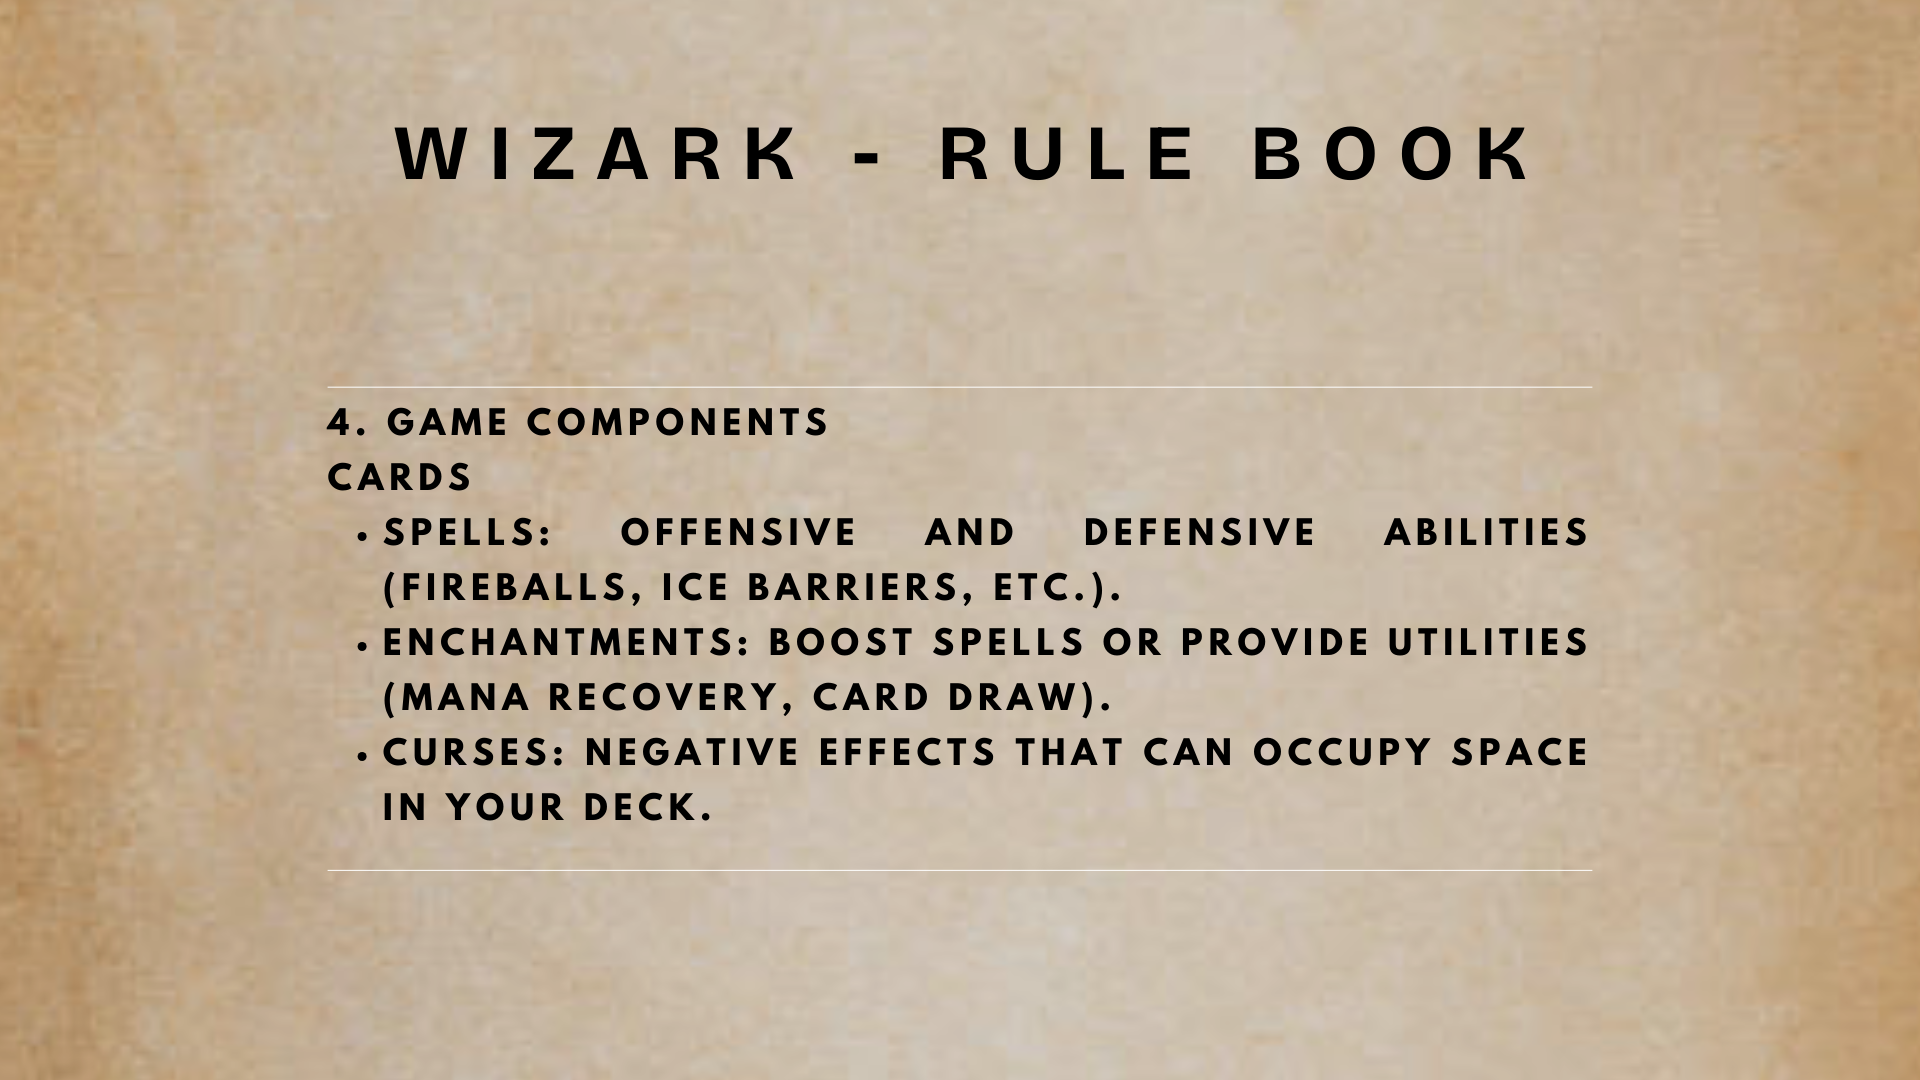 WIZARK - RULE BOOK
4. GAME COMPONENTS
CARDS
• SPELLS: OFFENSIVE AND DEFENSIVE ABILITIES
(FIREBALLS, ICE BARRIERS, ETC.).
• ENCHANTMENTS: BOOST SPELLS OR PROVIDE UTILITIES
(MANA RECOVERY, CARD DRAW).
• CURSES: NEGATIVE EFFECTS THAT CAN OCCUPY SPACE
IN YOUR DECK.